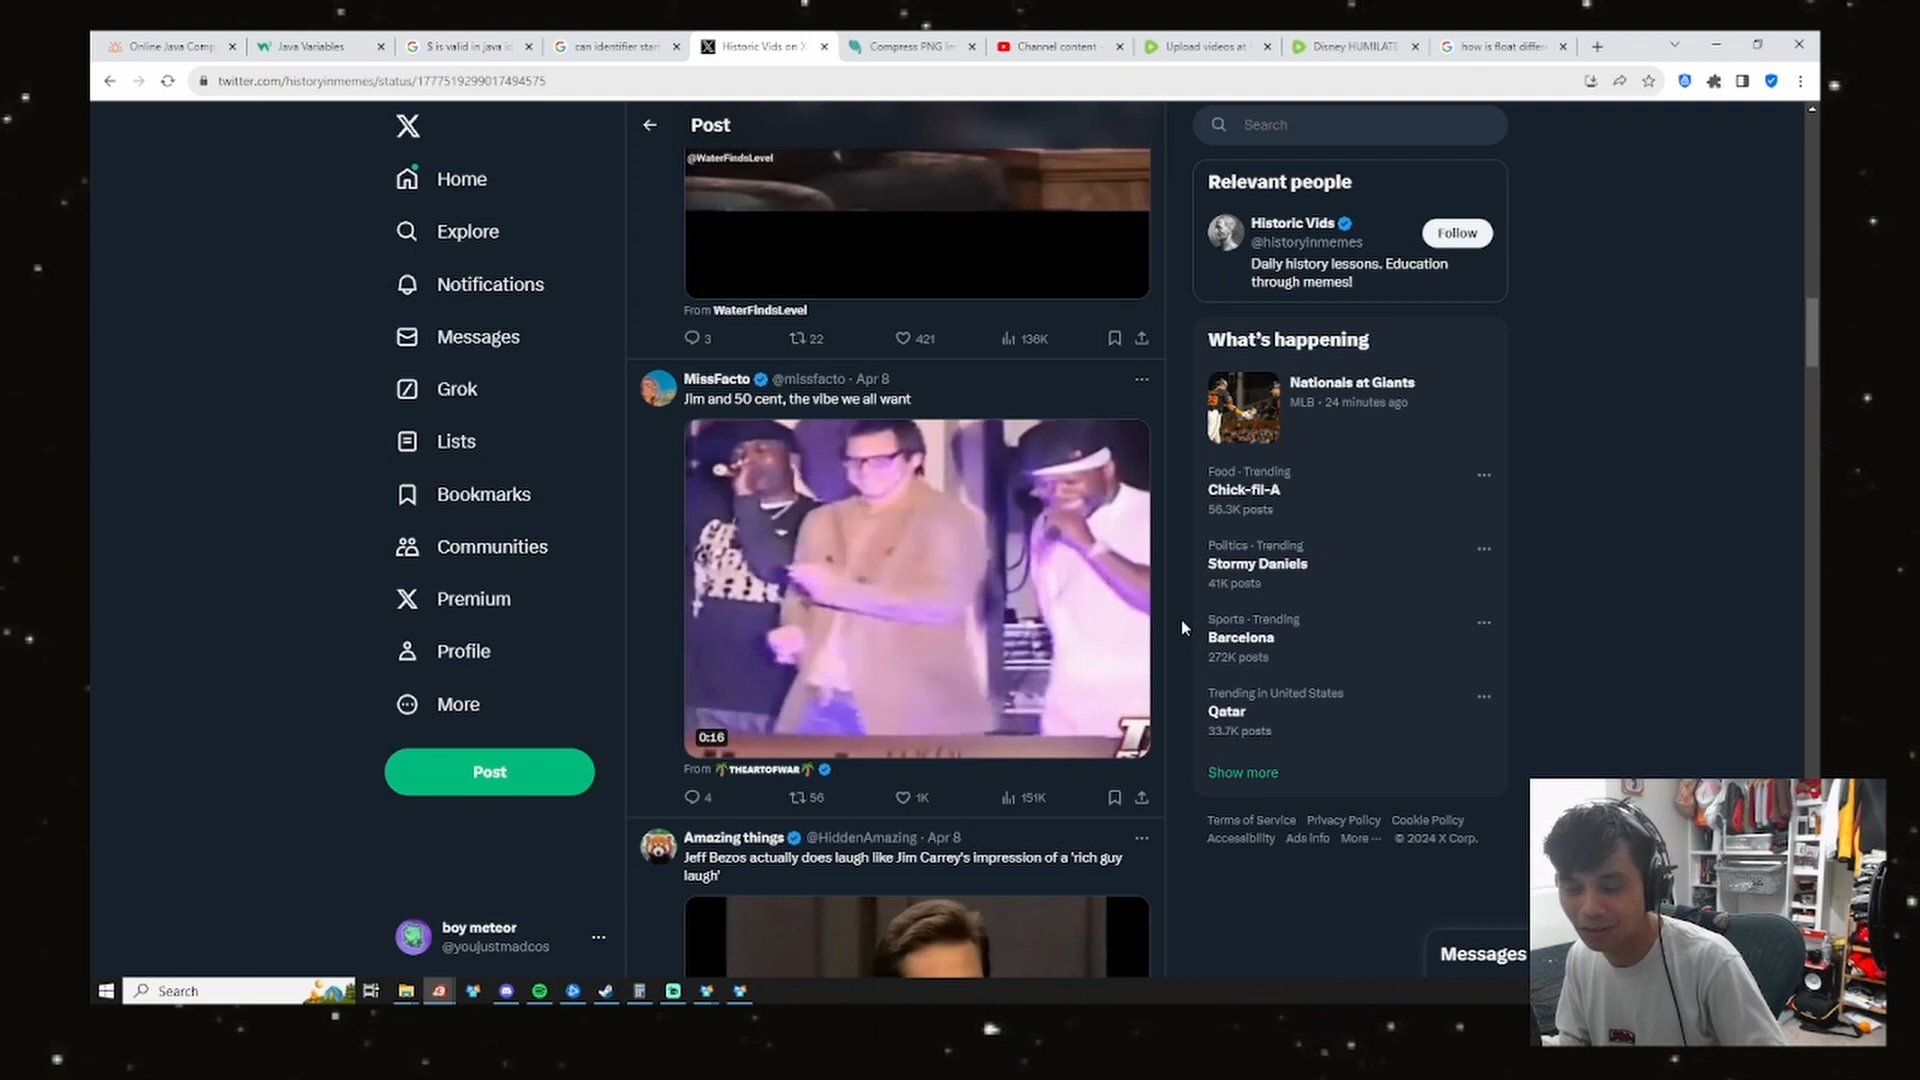 Online Java Comp
Java Variables
$ is valid in java id
can identifier star
Historic Vids on X
Compress PNG Im
Channel content -
Upload videos at
Disney HUMILATE
how is float differ
twitter.com/historyinmemes/status/1777519299017494575
Home
Explore
Notifications
Messages
Grok
Lists
Bookmarks
Communities
Premium
Profile
More
Post
boy meteor
@youjustmadcos
Post
@WaterFindsLevel
From WaterFindsLevel
3
22
421
136K
MissFacto @missfacto · Apr 8
Jim and 50 cent, the vibe we all want
0:16
From 🌴THEARTOFWAR🌴
4
56
1K
151K
Amazing things @HiddenAmazing · Apr 8
Jeff Bezos actually does laugh like Jim Carrey's impression of a 'rich guy
laugh'
Search
Relevant people
Historic Vids
@historyinmemes
Follow
Daily history lessons. Education
through memes!
What's happening
Nationals at Giants
MLB · 24 minutes ago
Food · Trending
Chick-fil-A
56.3K posts
Politics · Trending
Stormy Daniels
41K posts
Sports · Trending
Barcelona
272K posts
Trending in United States
Qatar
33.7K posts
Show more
Terms of Service Privacy Policy Cookie Policy
Accessibility Ads info More ··· © 2024 X Corp.
Messages
Search